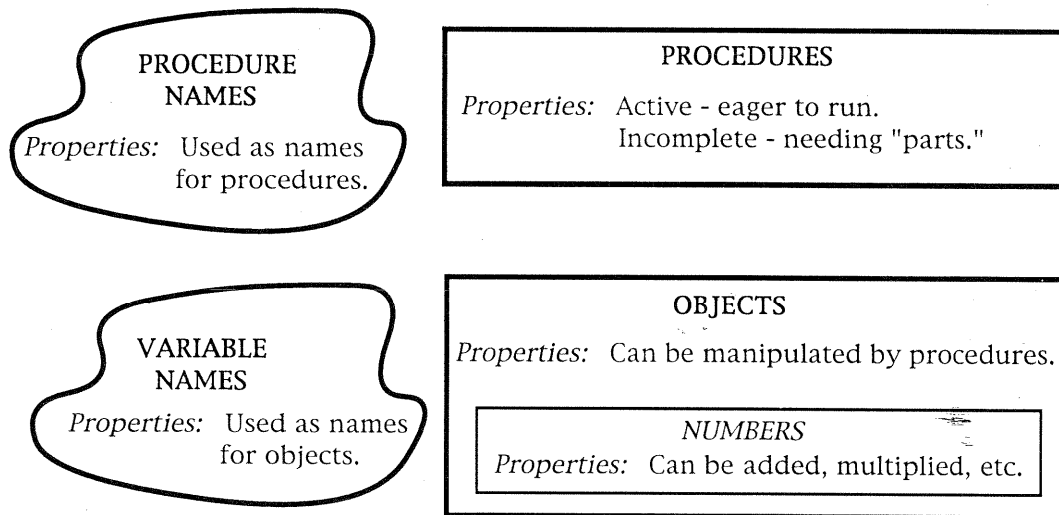 PROCEDURE
NAMES
Properties: Used as names
for procedures.
PROCEDURES
Properties: Active - eager to run.
Incomplete - needing "parts."
VARIABLE
NAMES
Properties: Used as names
for objects.
OBJECTS
Properties: Can be manipulated by procedures.
NUMBERS
Properties: Can be added, multiplied, etc.